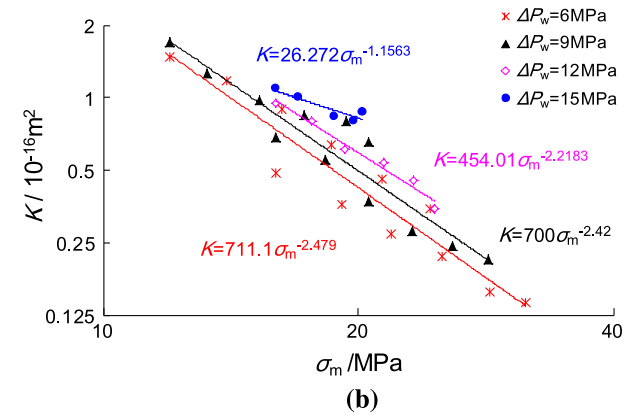 2
1
0.5
0.25
0.125
K / 10⁻¹⁶m²
10
20
40
σm /MPa
ΔPw=6MPa
ΔPw=9MPa
ΔPw=12MPa
ΔPw=15MPa
K=26.272σm^-1.1563
K=454.01σm^-2.2183
K=700σm^-2.42
K=711.1σm^-2.479
(b)